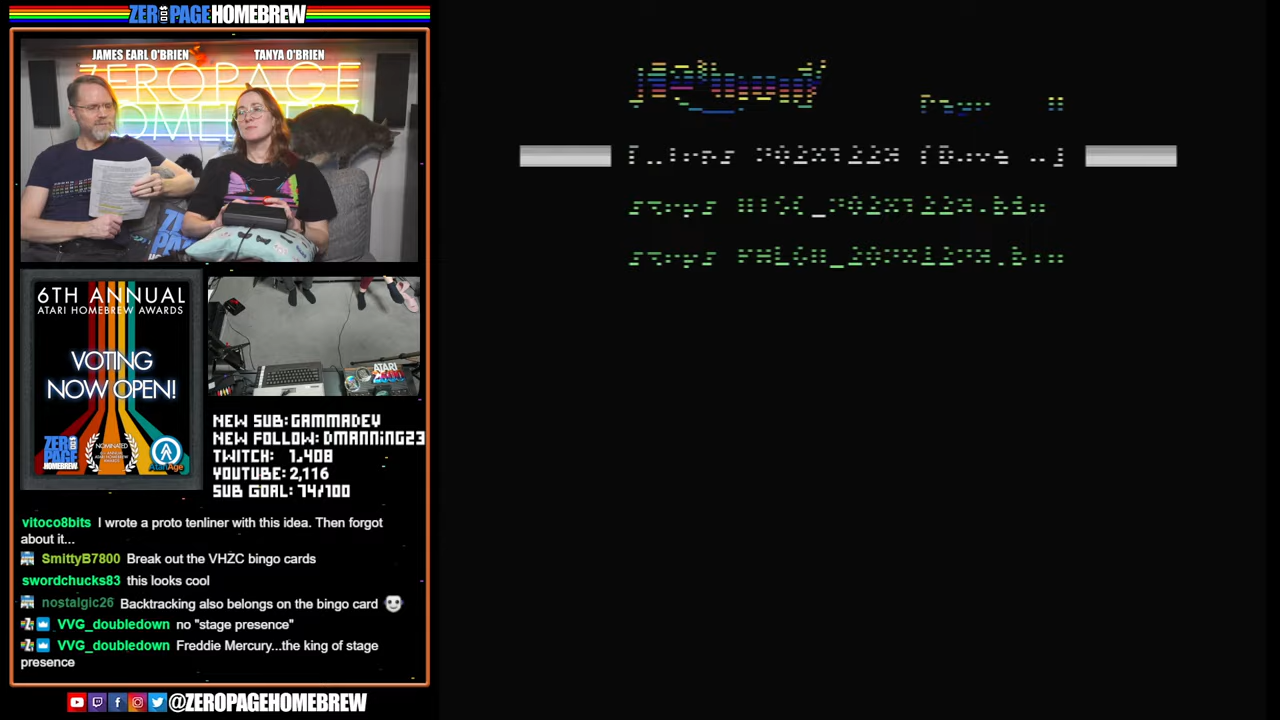 ZEROPAGE HOMEBREW
JAMES EARL O'BRIEN
TANYA O'BRIEN
ZEROPAGE
6TH ANNUAL
ATARI HOMEBREW AWARDS
VOTING
NOW OPEN!
ZERO
PAGE
HOMEBREW
NOMINATED
AtariAge
NEW SUB: GAMMADEV
NEW FOLLOW: DMANNING23
TWITCH: 1,408
YOUTUBE: 2,116
SUB GOAL: 74/100
vitoco8bits I wrote a proto tenliner with this idea. Then forgot
about it...
SmittyB7800 Break out the VHZC bingo cards
swordchucks83 this looks cool
nostalgic26 Backtracking also belongs on the bingo card
VVG_doubledown no "stage presence"
VVG_doubledown Freddie Mercury...the king of stage
presence
@ZEROPAGEHOMEBREW